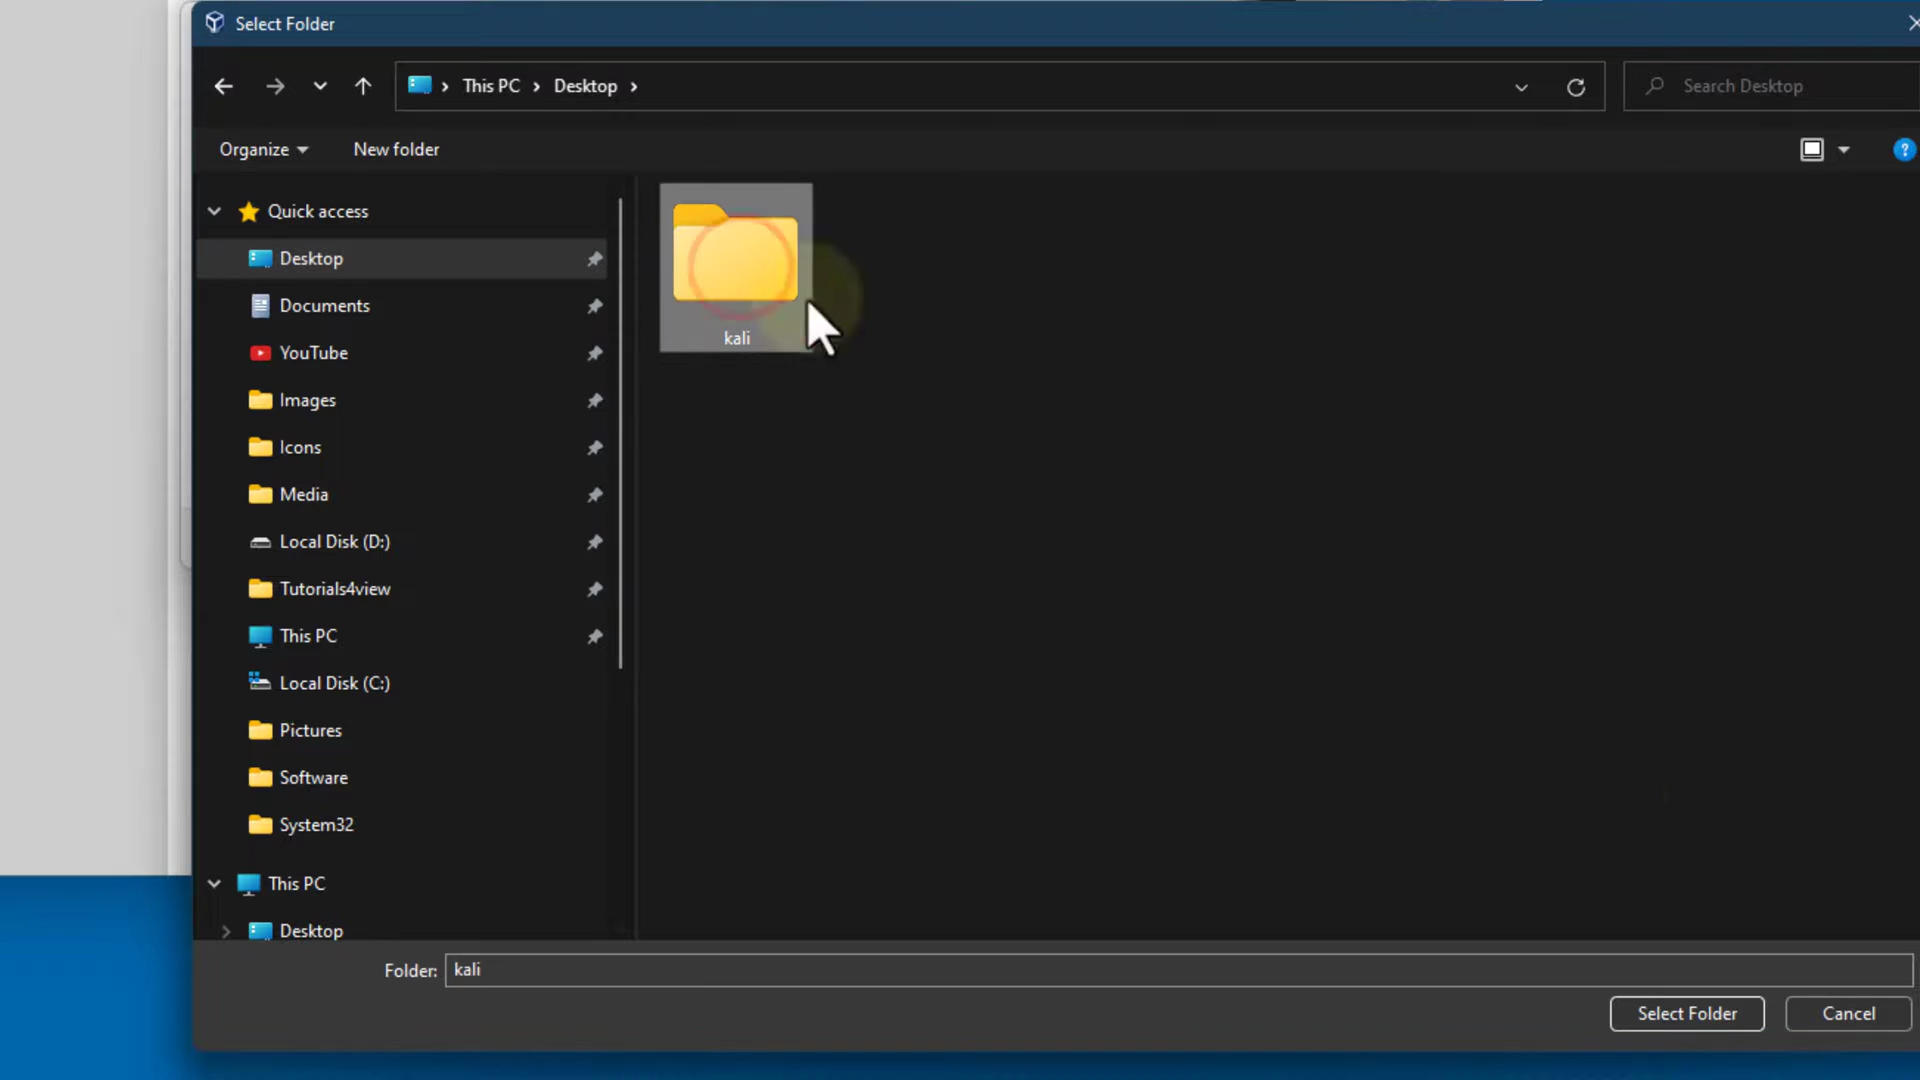 Select Folder
This PC
Desktop
Search Desktop
Organize
New folder
?
Quick access
Desktop
Documents
YouTube
Images
Icons
Media
Local Disk (D:)
Tutorials4view
This PC
Local Disk (C:)
Pictures
Software
System32
This PC
Desktop
kali
Folder: kali
Select Folder
Cancel